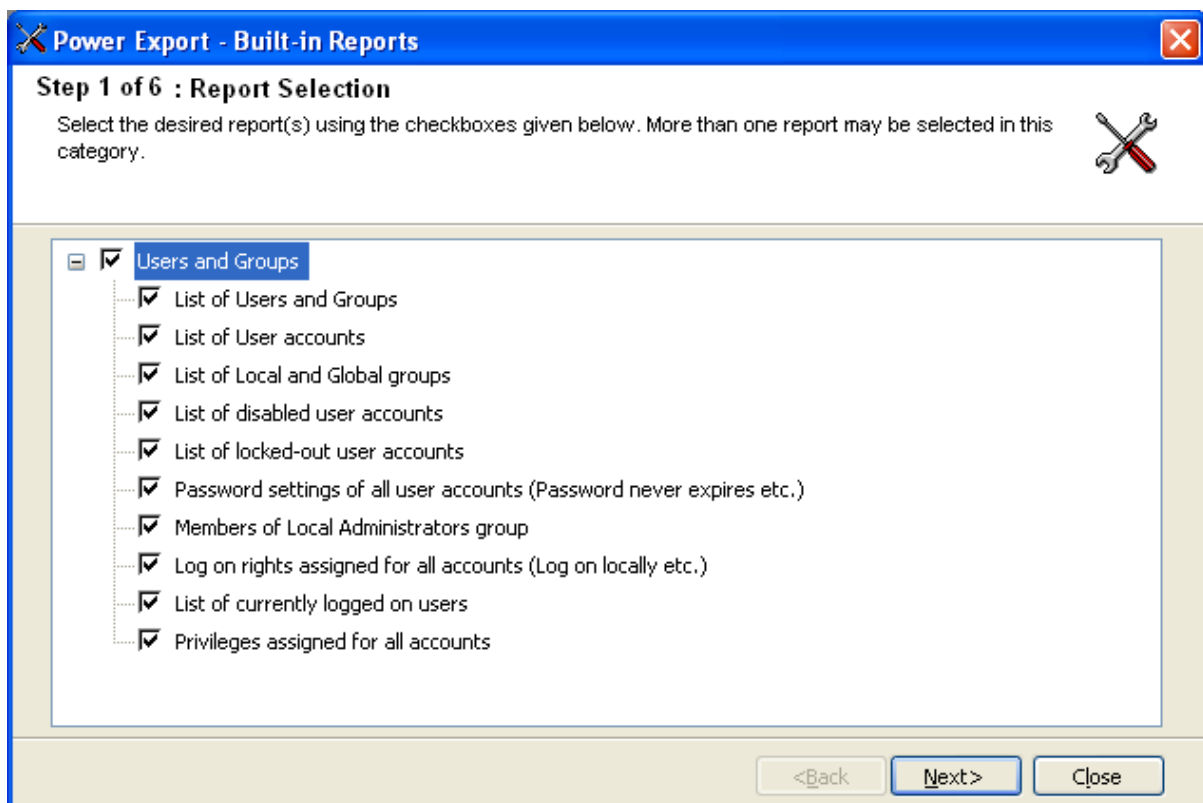 Power Export - Built-in Reports
Step 1 of 6 : Report Selection
Select the desired report(s) using the checkboxes given below. More than one report may be selected in this
category.
Users and Groups
List of Users and Groups
List of User accounts
List of Local and Global groups
List of disabled user accounts
List of locked-out user accounts
Password settings of all user accounts (Password never expires etc.)
Members of Local Administrators group
Log on rights assigned for all accounts (Log on locally etc.)
List of currently logged on users
Privileges assigned for all accounts
<Back Next> Close